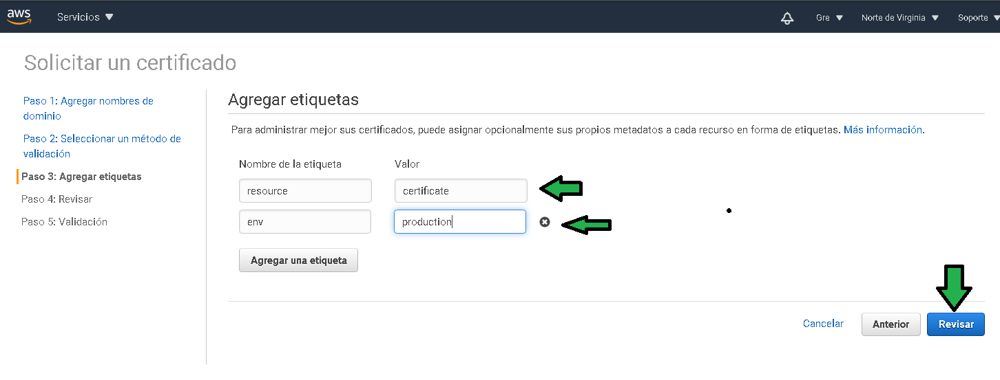 aws Servicios Gre Norte de Virginia Soporte
Solicitar un certificado
Paso 1: Agregar nombres de
dominio
Paso 2: Seleccionar un método de
validación
Paso 3: Agregar etiquetas
Paso 4: Revisar
Paso 5: Validación
Agregar etiquetas
Para administrar mejor sus certificados, puede asignar opcionalmente sus propios metadatos a cada recurso en forma de etiquetas. Más información.
Nombre de la etiqueta Valor
resource certificate
env production
Agregar una etiqueta
Cancelar Anterior Revisar